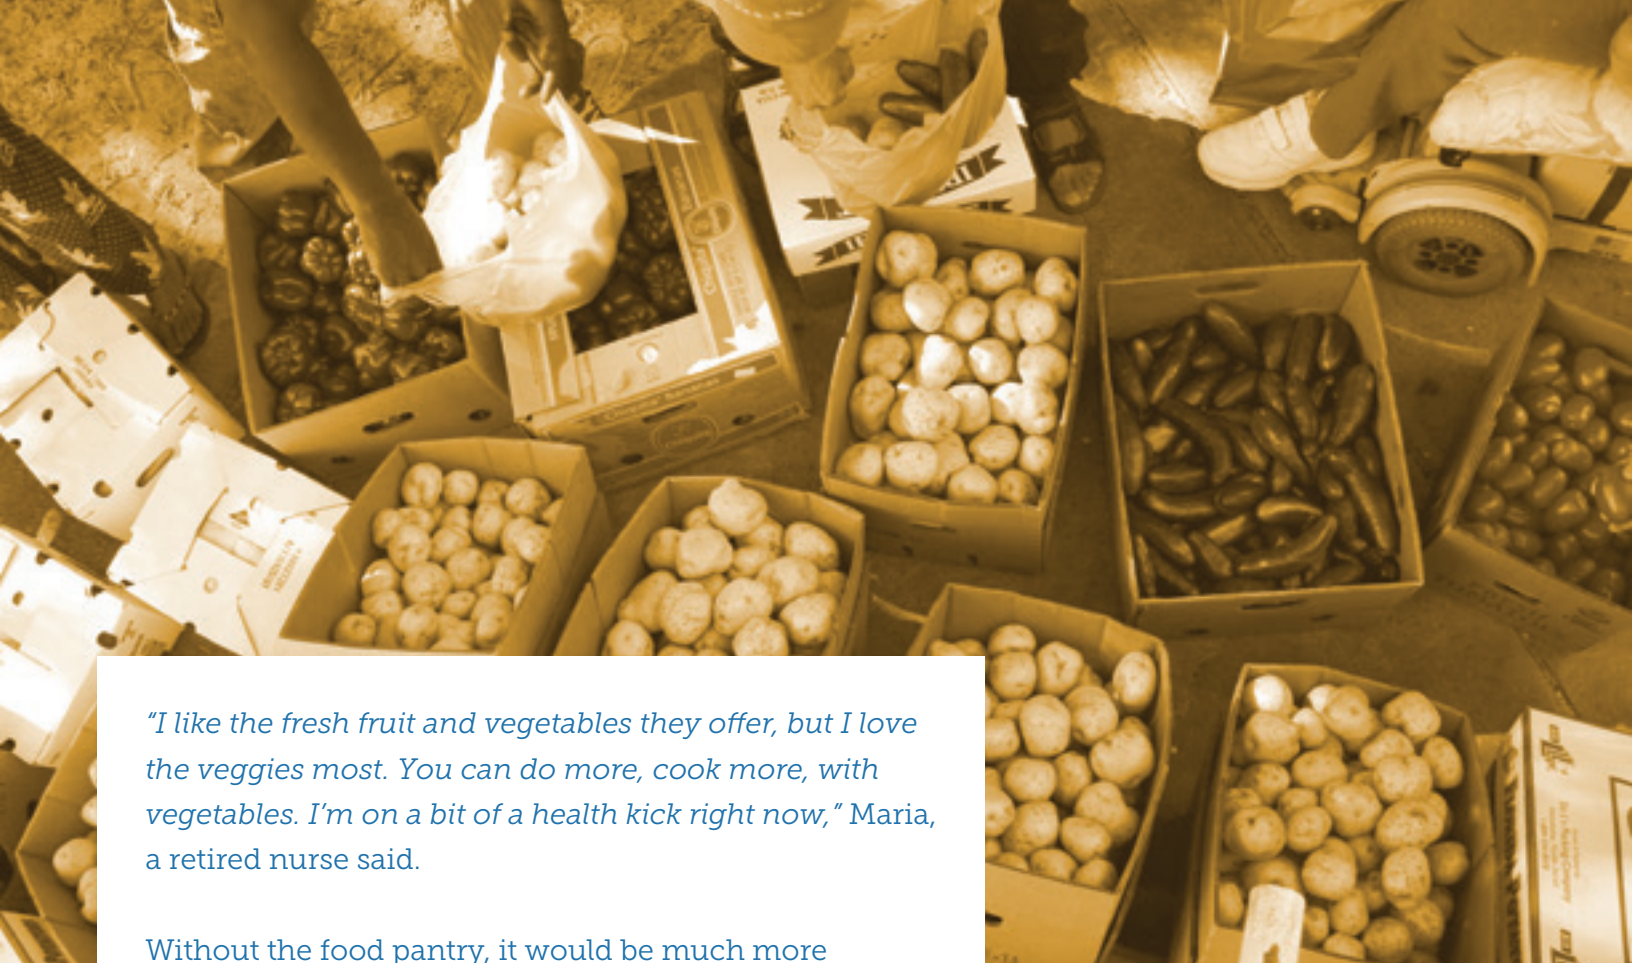 “I like the fresh fruit and vegetables they offer, but I love
the veggies most. You can do more, cook more, with
vegetables. I’m on a bit of a health kick right now,” Maria,
a retired nurse said.
Without the food pantry, it would be much more